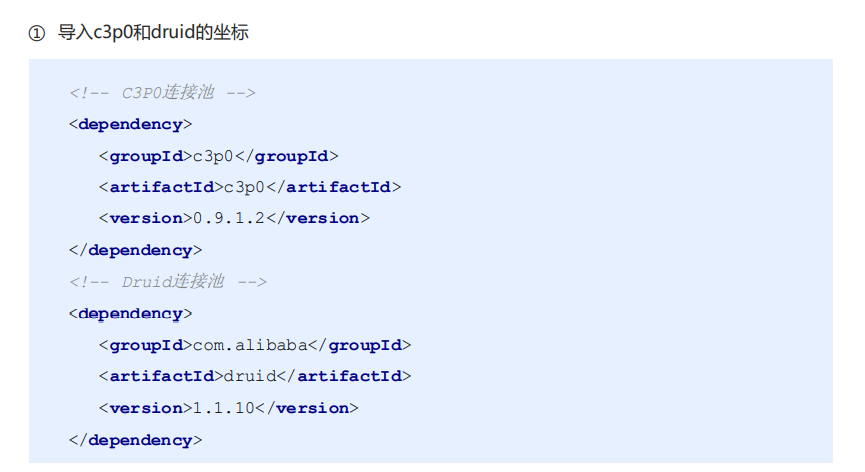 ① 导入c3p0和druid的坐标
<!-- C3P0连接池 -->
<dependency>
<groupId>c3p0</groupId>
<artifactId>c3p0</artifactId>
<version>0.9.1.2</version>
</dependency>
<!-- Druid连接池 -->
<dependency>
<groupId>com.alibaba</groupId>
<artifactId>druid</artifactId>
<version>1.1.10</version>
</dependency>